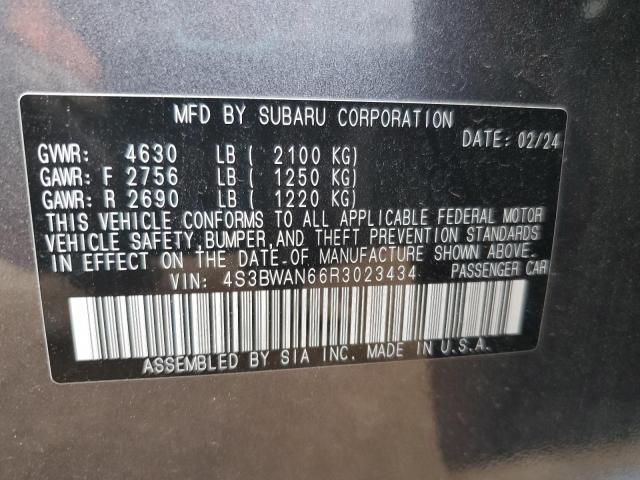 MFD BY SUBARU CORPORATION
DATE: 02/24
GVWR: 4630 LB ( 2100 KG)
GAWR: F 2756 LB ( 1250 KG)
GAWR: R 2690 LB ( 1220 KG)
THIS VEHICLE CONFORMS TO ALL APPLICABLE FEDERAL MOTOR
VEHICLE SAFETY,BUMPER,AND THEFT PREVENTION STANDARDS
IN EFFECT ON THE DATE OF MANUFACTURE SHOWN ABOVE.
VIN: 4S3BWAN66R3023434 PASSENGER CAR
ASSEMBLED BY SIA INC. MADE IN U.S.A.